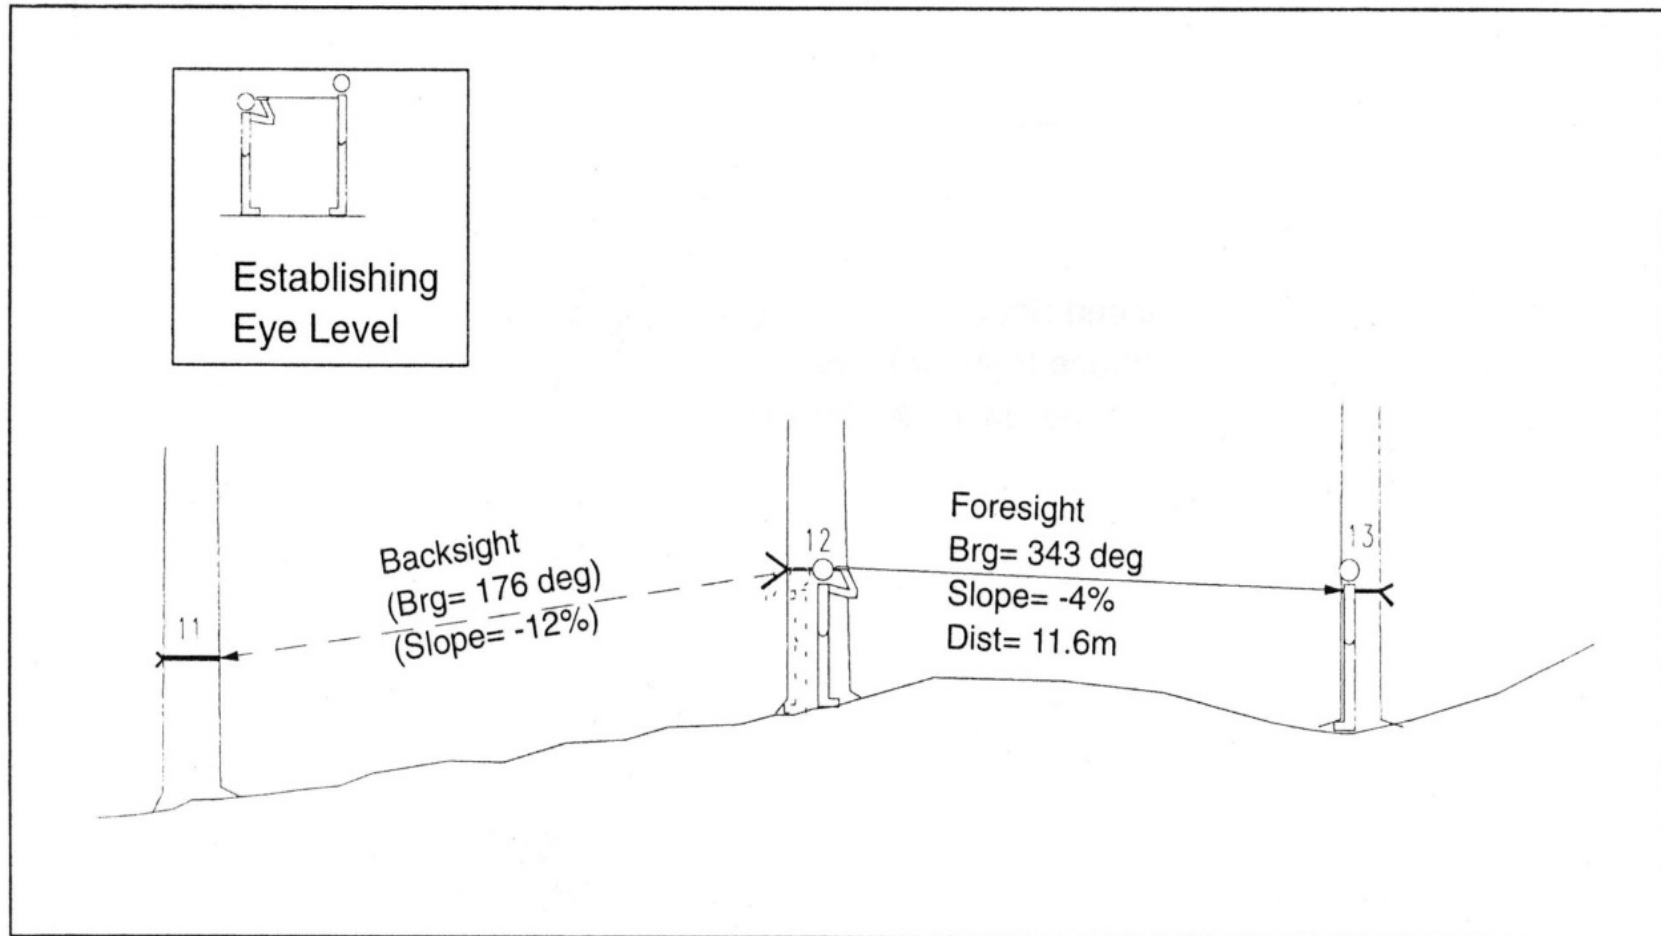 Establishing
Eye Level
11
Backsight
(Brg= 176 deg)
(Slope= -12%)
12
Foresight
Brg= 343 deg
Slope= -4%
Dist= 11.6m
13